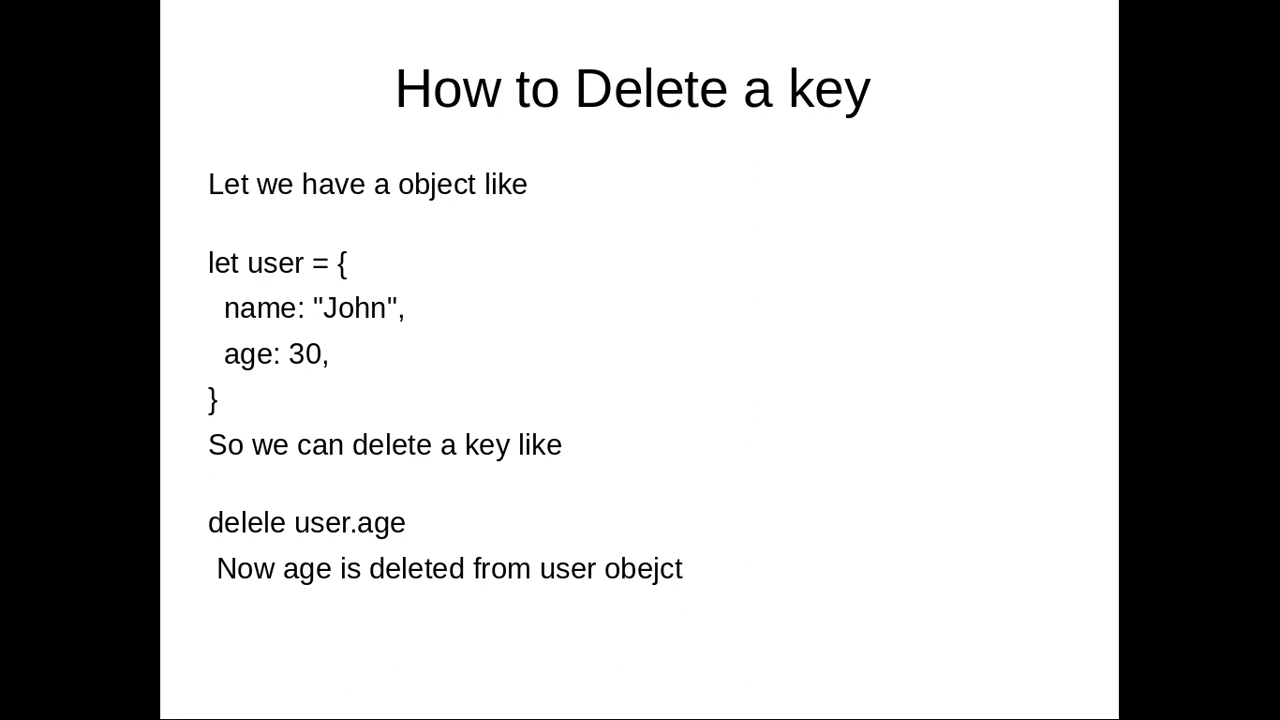 How to Delete a key
Let we have a object like
let user = {
name: "John",
age: 30,
}
So we can delete a key like
delele user.age
Now age is deleted from user obejct